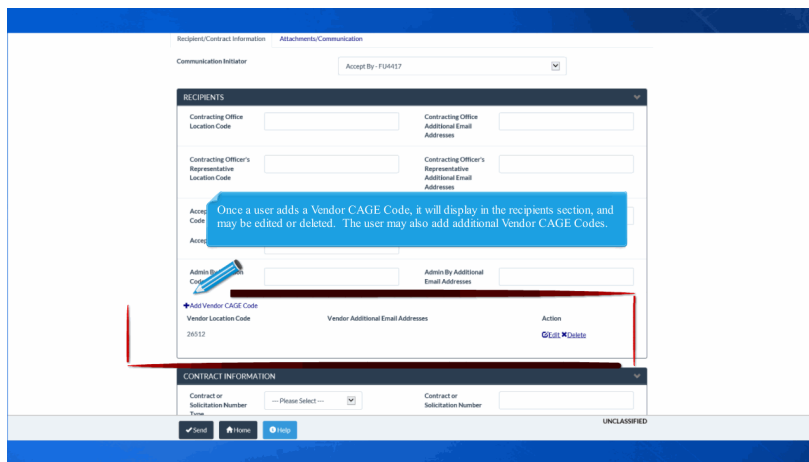 Recipient/Contract Information Attachments/Communication
Communication Initiator
Accept By - FU4417
RECIPIENTS
Contracting Office Location Code
Contracting Office Additional Email Addresses
Contracting Officer's Representative Location Code
Contracting Officer's Representative Additional Email Addresses
Once a user adds a Vendor CAGE Code, it will display in the recipients section, and
may be edited or deleted. The user may also add additional Vendor CAGE Codes.
Code
Admin By
Admin By Additional Email Addresses
Add Vendor CAGE Code
Vendor Location Code Vendor Additional Email Addresses Action
26512 Edit Delete
CONTRACT INFORMATION
Contract or Solicitation Number Type
--- Please Select ---
Contract or Solicitation Number
Send Home Help
UNCLASSIFIED